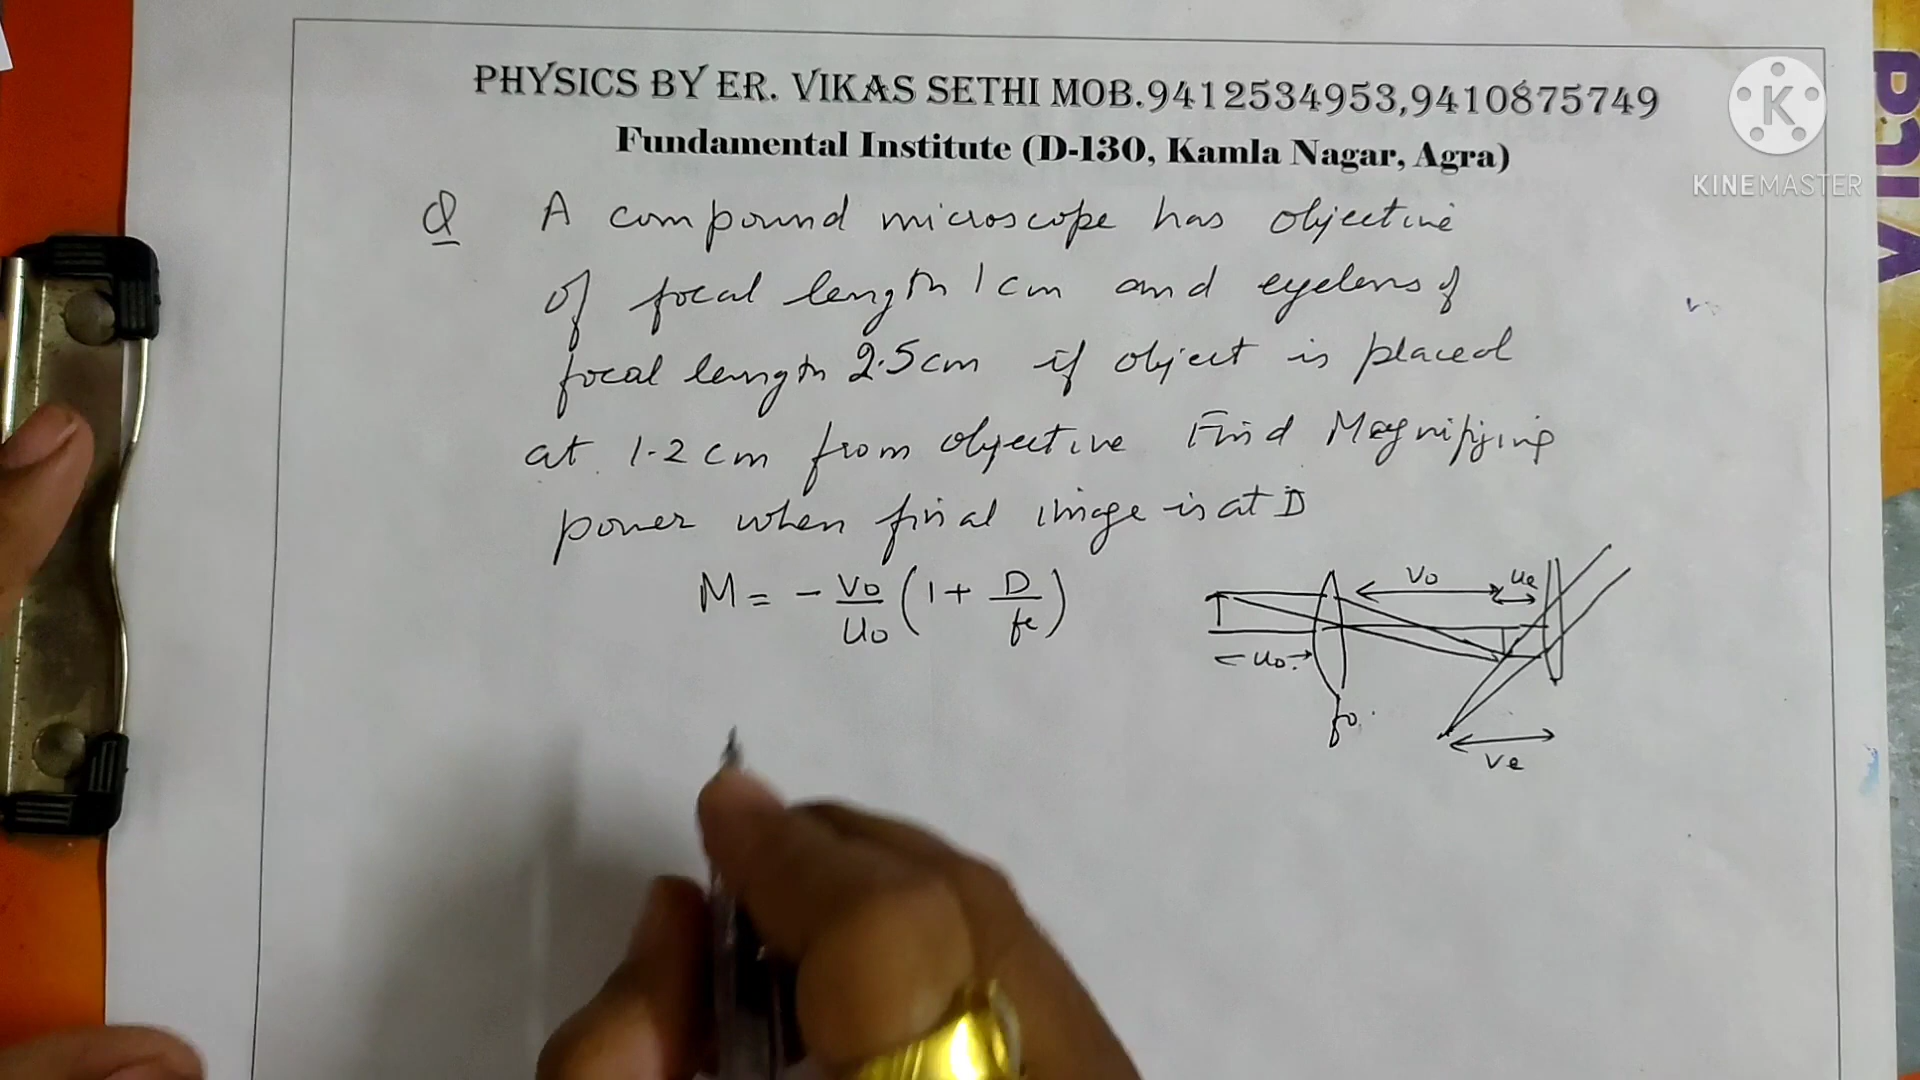 PHYSICS BY ER. VIKAS SETHI MOB.9412534953,9410875749
Fundamental Institute (D-130, Kamla Nagar, Agra)
K
KINEMASTER
Q A compound microscope has objective
of focal length 1 cm and eyelens of
focal length 2.5 cm if object is placed
at 1.2 cm from objective Find Magnifying
power when final image is at D
M = - Vo/Uo (1 + D/fe)
Vo
ue
uo
fo
ve